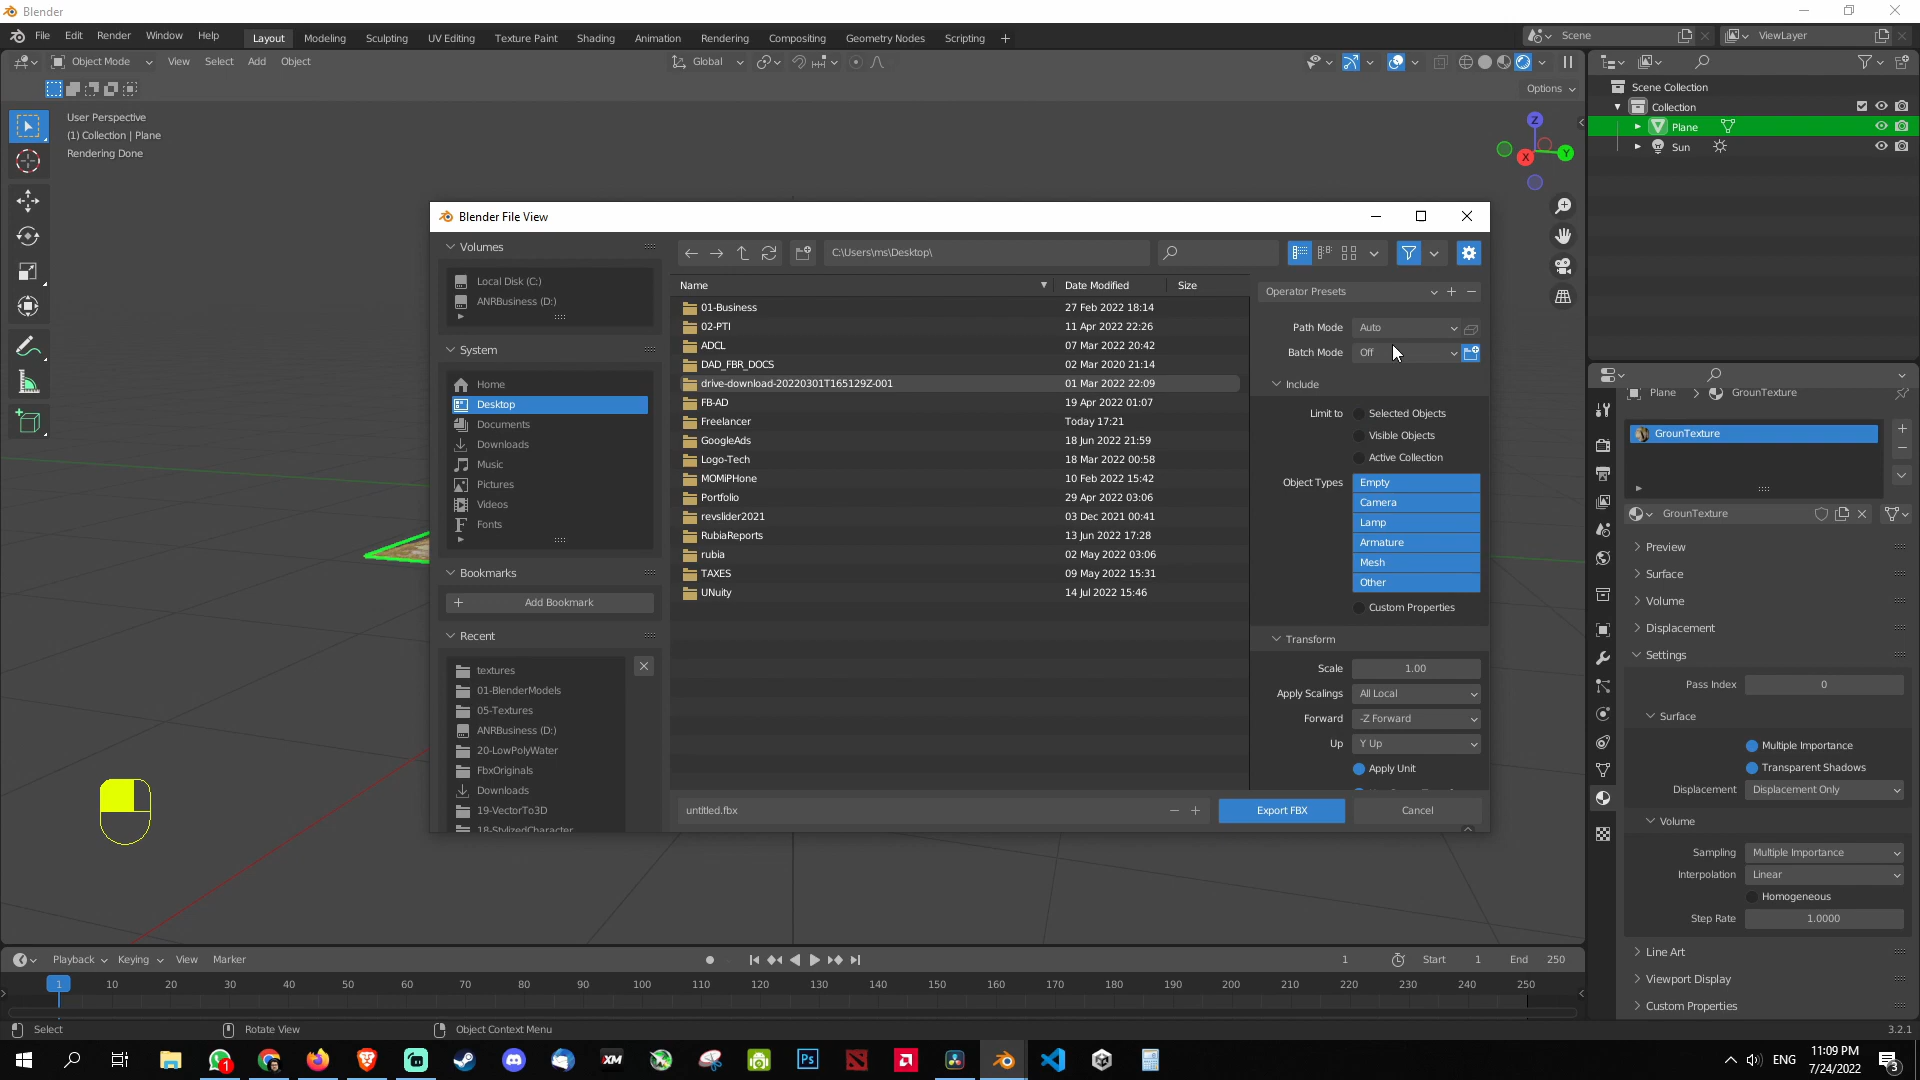 Blender
File Edit Render Window Help Layout Modeling Sculpting UV Editing Texture Paint Shading Animation Rendering Compositing Geometry Nodes Scripting + Scene ViewLayer
Object Mode View Select Add Object Global
Options
User Perspective
(1) Collection | Plane
Rendering Done
Z
Y
X
Scene Collection
Collection
Plane
Sun
Blender File View
Volumes
Local Disk (C:)
ANRBusiness (D:)
System
Home
Desktop
Documents
Downloads
Music
Pictures
Videos
Fonts
Bookmarks
Add Bookmark
Recent
textures
01-BlenderModels
05-Textures
ANRBusiness (D:)
20-LowPolyWater
FbxOriginals
Downloads
19-VectorTo3D
18-StylizedCharacter
C:\Users\ms\Desktop\
Name Date Modified Size
01-Business 27 Feb 2022 18:14
02-PTI 11 Apr 2022 22:26
ADCL 07 Mar 2022 20:42
DAD_FBR_DOCS 02 Mar 2020 21:14
drive-download-20220301T165129Z-001 01 Mar 2022 22:09
FB-AD 19 Apr 2022 01:07
Freelancer Today 17:21
GoogleAds 18 Jun 2022 21:59
Logo-Tech 18 Mar 2022 00:58
MOMiPHone 10 Feb 2022 15:42
Portfolio 29 Apr 2022 03:06
revslider2021 03 Dec 2021 00:41
RubiaReports 13 Jun 2022 17:28
rubia 02 May 2022 03:06
TAXES 09 May 2022 15:31
UNuity 14 Jul 2022 15:46
untitled.fbx Export FBX Cancel
Operator Presets
Path Mode Auto
Batch Mode Off
Include
Limit to Selected Objects
Visible Objects
Active Collection
Object Types Empty
Camera
Lamp
Armature
Mesh
Other
Custom Properties
Transform
Scale 1.00
Apply Scalings All Local
Forward -Z Forward
Up Y Up
Apply Unit
Plane GrounTexture
GrounTexture
GrounTexture
Preview
Surface
Volume
Displacement
Settings
Pass Index 0
Surface
Multiple Importance
Transparent Shadows
Displacement Displacement Only
Volume
Sampling Multiple Importance
Interpolation Linear
Homogeneous
Step Rate 1.0000
Line Art
Viewport Display
Custom Properties
Playback Keying View Marker 1 Start 1 End 250
1 10 20 30 40 50 60 70 80 90 100 110 120 130 140 150 160 170 180 190 200 210 220 230 240 250
Select Rotate View Object Context Menu 3.2.1
1 XM Ps ENG 11:09 PM
7/24/2022 3